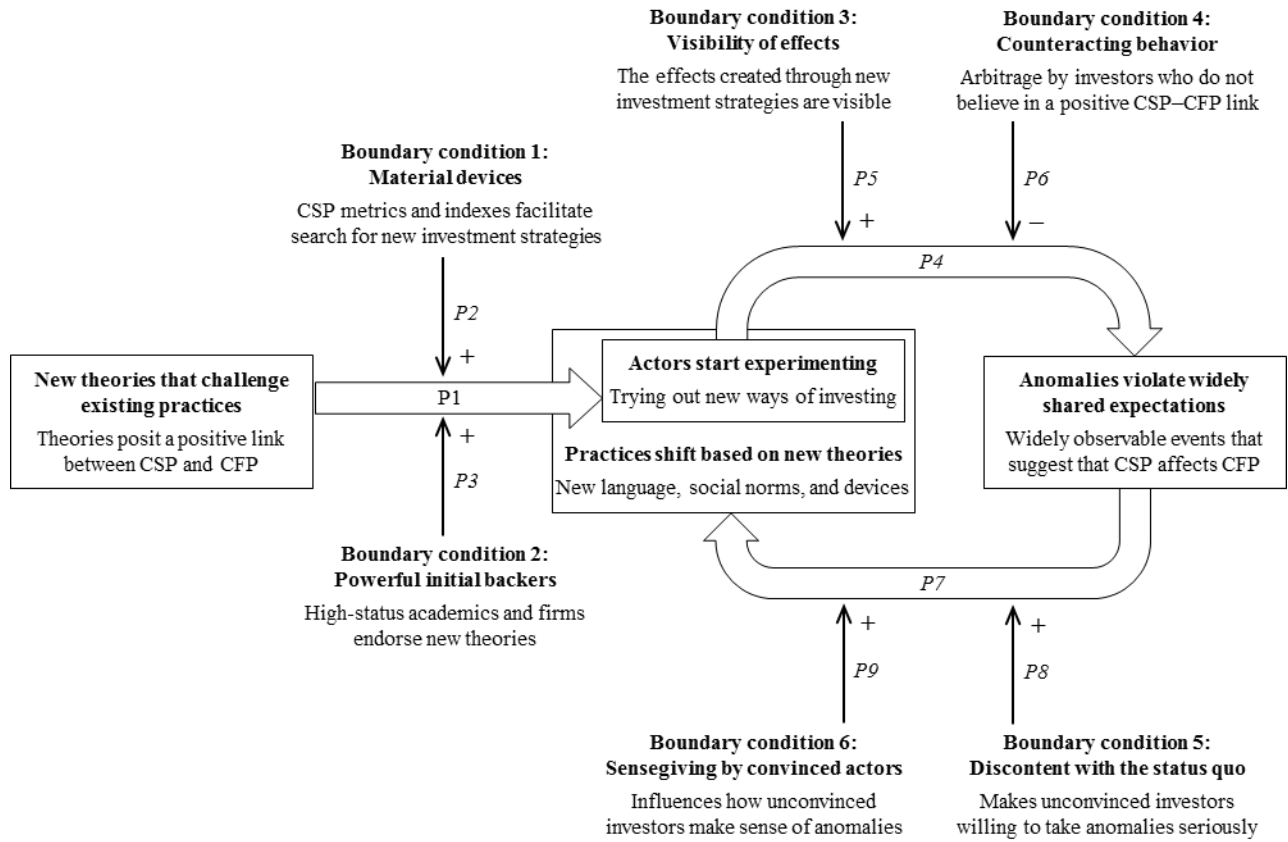 Boundary condition 3:
Visibility of effects
The effects created through new
investment strategies are visible
Boundary condition 4:
Counteracting behavior
Arbitrage by investors who do not
believe in a positive CSP–CFP link
P5
+
P6
–
Boundary condition 1:
Material devices
CSP metrics and indexes facilitate
search for new investment strategies
P2
+
P4
New theories that challenge
existing practices
Theories posit a positive link
between CSP and CFP
P1
Actors start experimenting
Trying out new ways of investing
Practices shift based on new theories
New language, social norms, and devices
Anomalies violate widely
shared expectations
Widely observable events that
suggest that CSP affects CFP
+
P3
Boundary condition 2:
Powerful initial backers
High-status academics and firms
endorse new theories
P7
+
P9
+
P8
Boundary condition 6:
Sensegiving by convinced actors
Influences how unconvinced
investors make sense of anomalies
Boundary condition 5:
Discontent with the status quo
Makes unconvinced investors
willing to take anomalies seriously